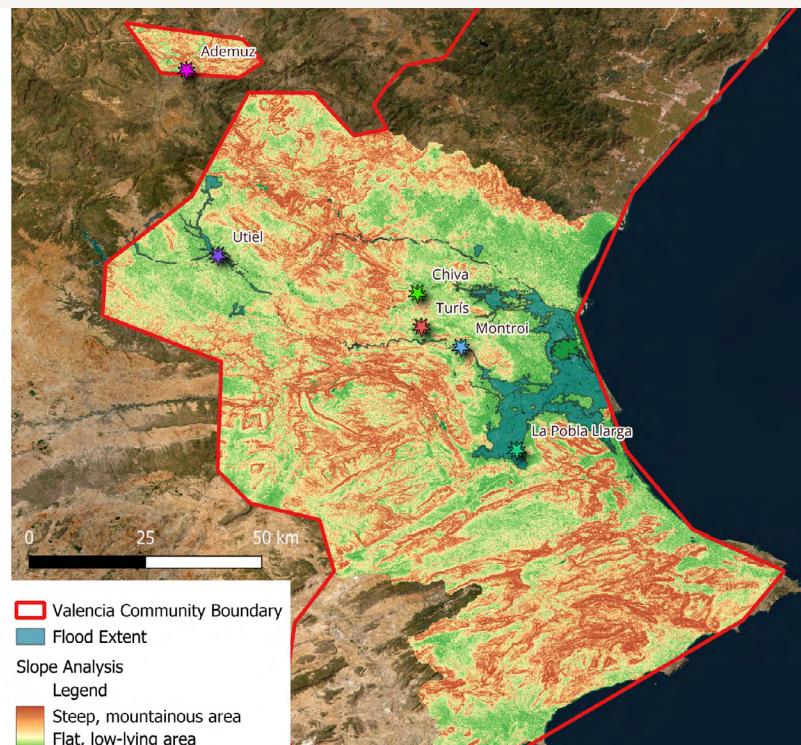 Ademuz
Utiel
Chiva
Turís
Montroi
La Pobla Llarga
0 25 50 km
Valencia Community Boundary
Flood Extent
Slope Analysis
Legend
Steep, mountainous area
Flat, low-lying area